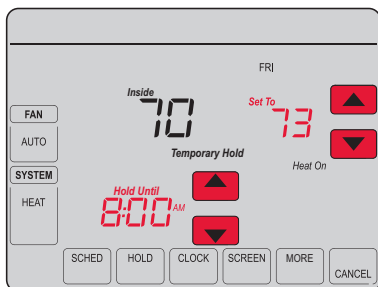 FRI
Inside
70
Set To
73
FAN
AUTO
Temporary Hold
Heat On
SYSTEM
HEAT
Hold Until
8:00 AM
SCHED HOLD CLOCK SCREEN MORE CANCEL